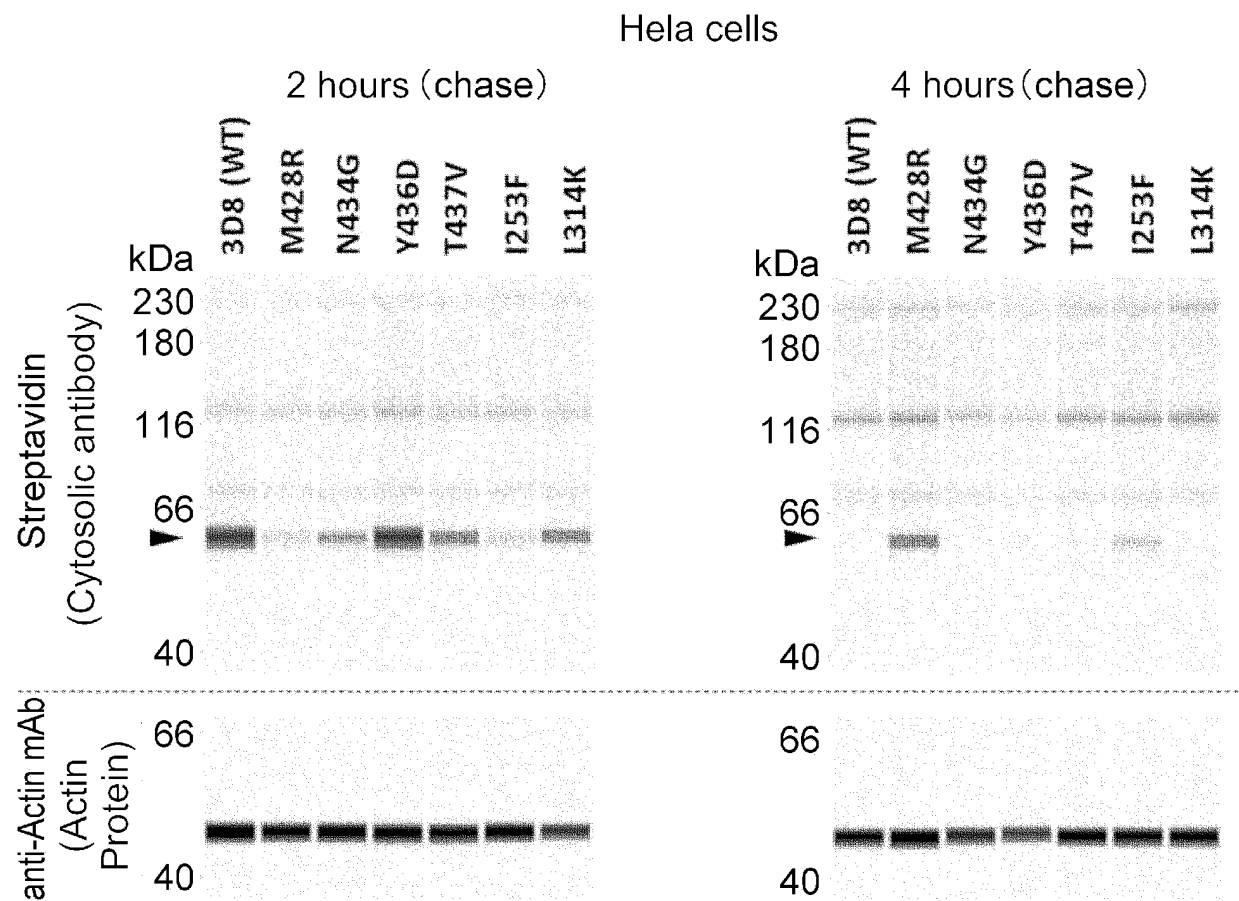 Hela cells
2 hours (chase)
4 hours (chase)
3D8 (WT)
M428R
N434G
Y436D
T437V
I253F
L314K
3D8 (WT)
M428R
N434G
Y436D
T437V
I253F
L314K
kDa
230
180
116
66
40
kDa
230
180
116
66
40
Streptavidin
(Cytosolic antibody)
66
40
66
40
anti-Actin mAb
(Actin
Protein)